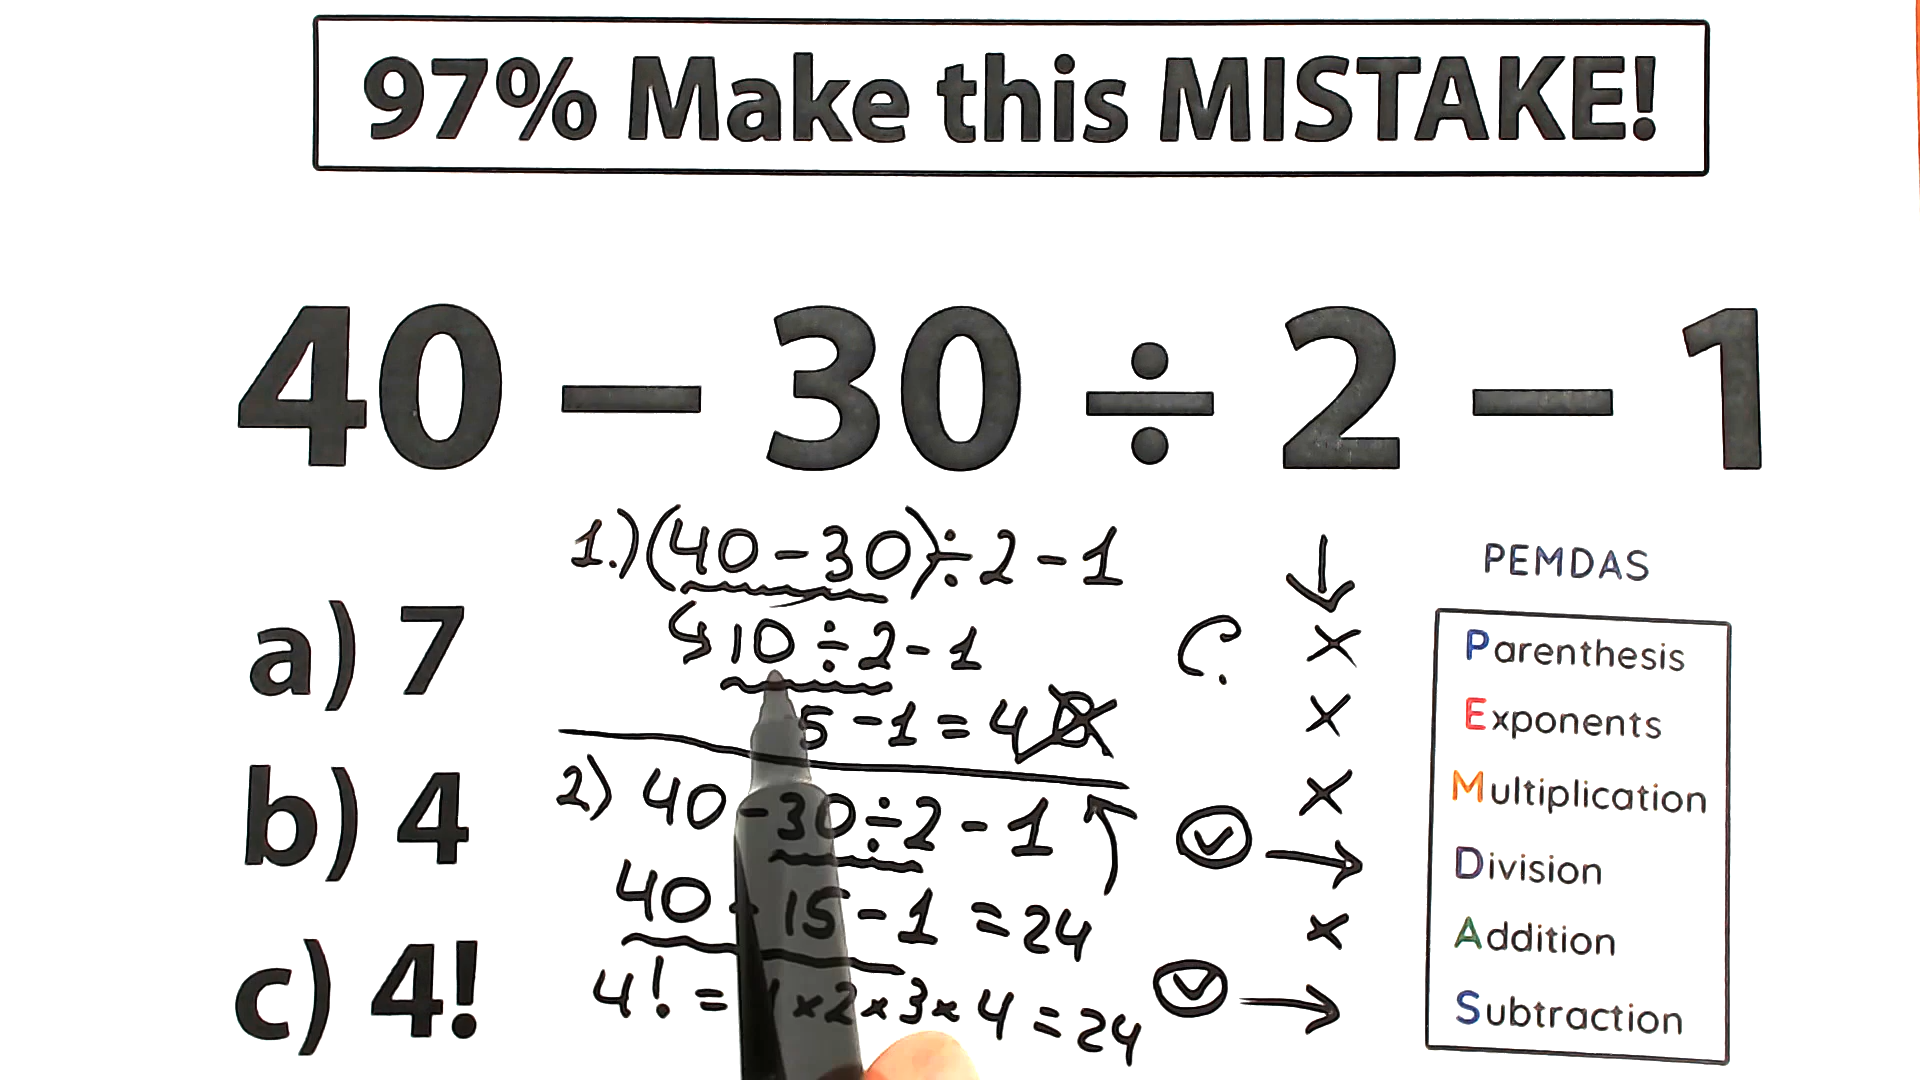 97% Make this MISTAKE!
40 – 30 ÷ 2 – 1
1.) (40 - 30) ÷ 2 - 1
10 ÷ 2 - 1
5 - 1 = 4
2) 40 - 30 ÷ 2 - 1
40 - 15 - 1 = 24
4! = 1 × 2 × 3 × 4 = 24
a) 7
b) 4
c) 4!
PEMDAS
Parenthesis
Exponents
Multiplication
Division
Addition
Subtraction